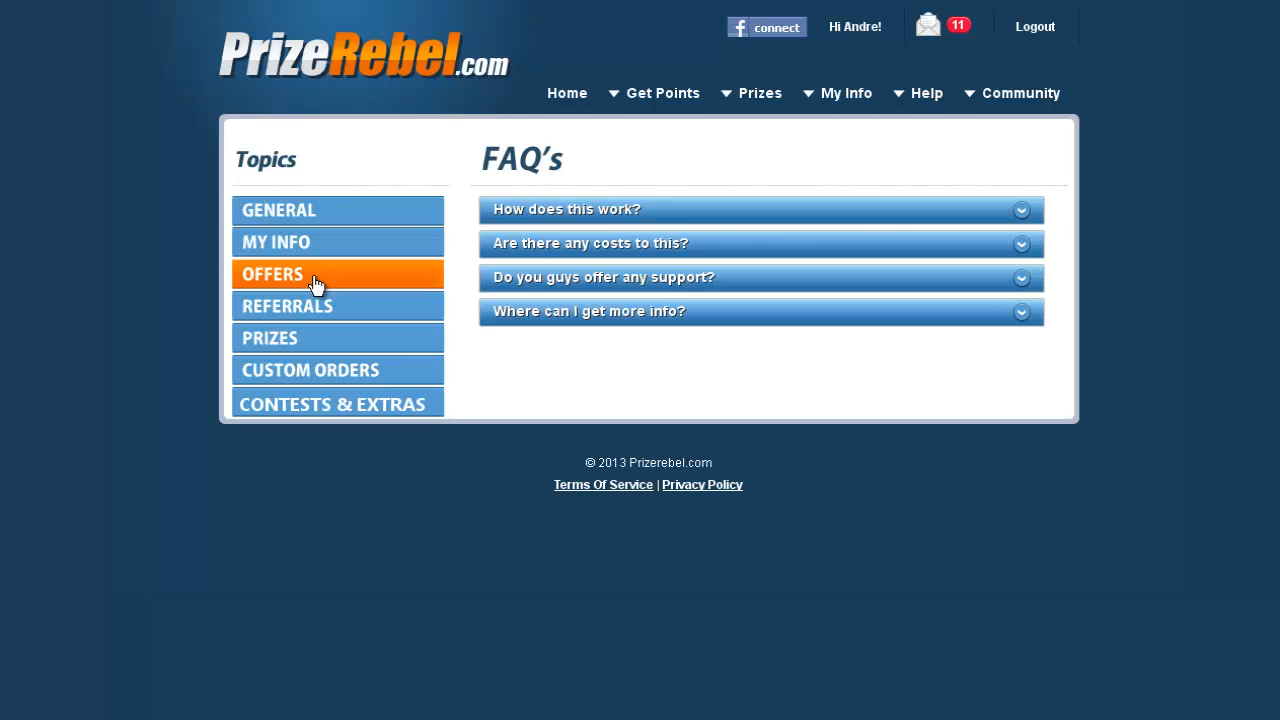 PrizeRebel.com
f connect
Hi Andre!
11
Logout
Home
Get Points
Prizes
My Info
Help
Community
Topics
GENERAL
MY INFO
OFFERS
REFERRALS
PRIZES
CUSTOM ORDERS
CONTESTS & EXTRAS
FAQ's
How does this work?
Are there any costs to this?
Do you guys offer any support?
Where can I get more info?
© 2013 Prizerebel.com
Terms Of Service | Privacy Policy